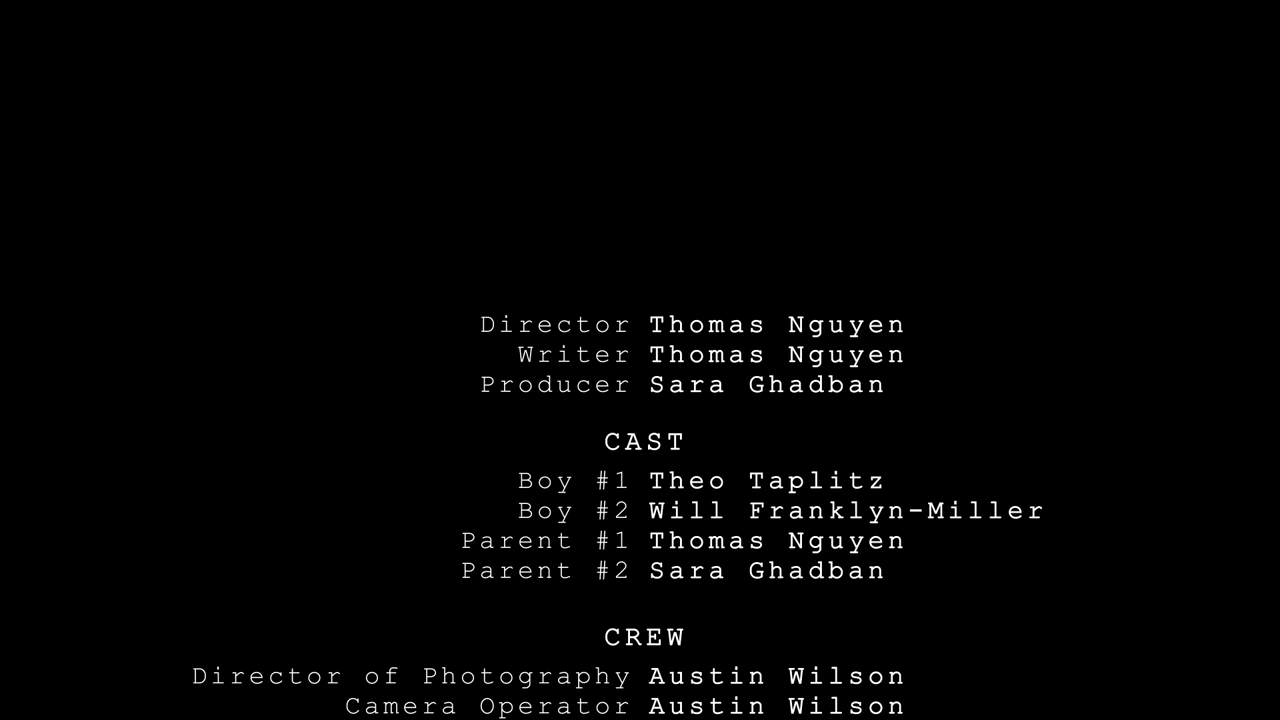 Director Thomas Nguyen
Writer Thomas Nguyen
Producer Sara Ghadban
CAST
Boy #1 Theo Taplitz
Boy #2 Will Franklyn-Miller
Parent #1 Thomas Nguyen
Parent #2 Sara Ghadban
CREW
Director of Photography Austin Wilson
Camera Operator Austin Wilson